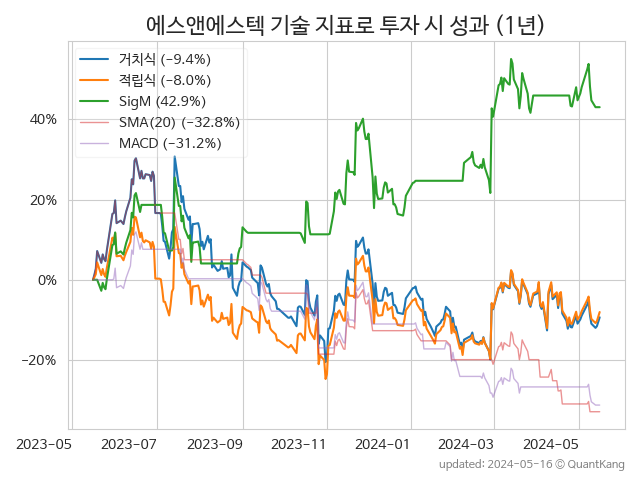 에스앤에스텍 기술 지표로 투자 시 성과 (1년)
거치식 (−9.4%)
적립식 (−8.0%)
SigM (42.9%)
SMA(20) (−32.8%)
MACD (−31.2%)
40%
20%
0%
−20%
2023-05 2023-07 2023-09 2023-11 2024-01 2024-03 2024-05
updated: 2024-05-16 ⓒ QuantKang